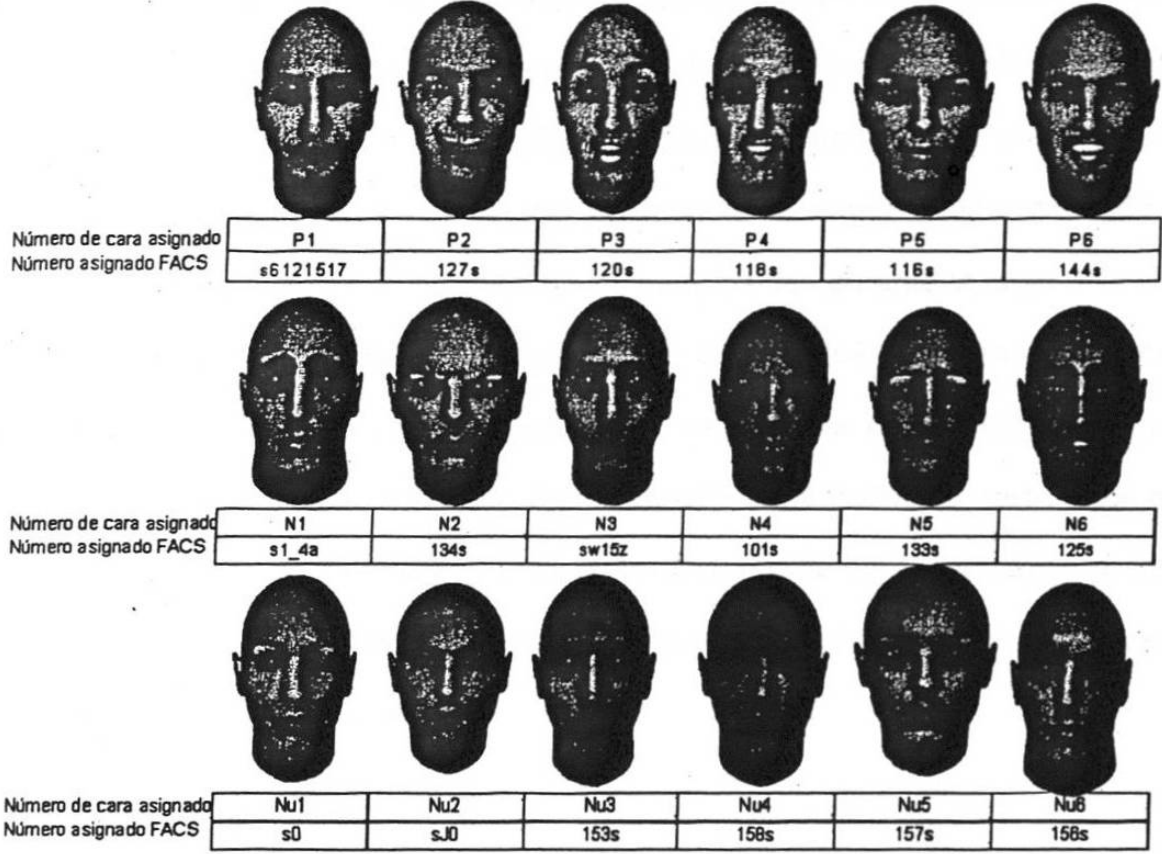 Número de cara asignado P1 P2 P3 P4 P5 P6
Número asignado FACS s6121517 127s 120s 118s 116s 144s
Número de cara asignado N1 N2 N3 N4 N5 N6
Número asignado FACS s1_4a 134s sw15z 101s 133s 125s
Número de cara asignado Nu1 Nu2 Nu3 Nu4 Nu5 Nu6
Número asignado FACS s0 sJ0 153s 158s 157s 156s